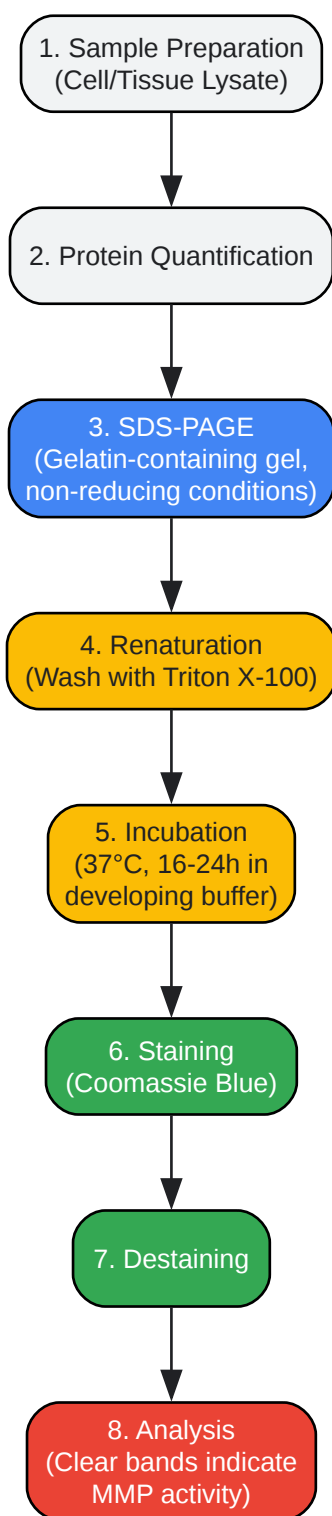 1. Sample Preparation
(Cell/Tissue Lysate)
2. Protein Quantification
3. SDS-PAGE
(Gelatin-containing gel,
non-reducing conditions)
4. Renaturation
(Wash with Triton X-100)
5. Incubation
(37°C, 16-24h in
developing buffer)
6. Staining
(Coomassie Blue)
7. Destaining
8. Analysis
(Clear bands indicate
MMP activity)